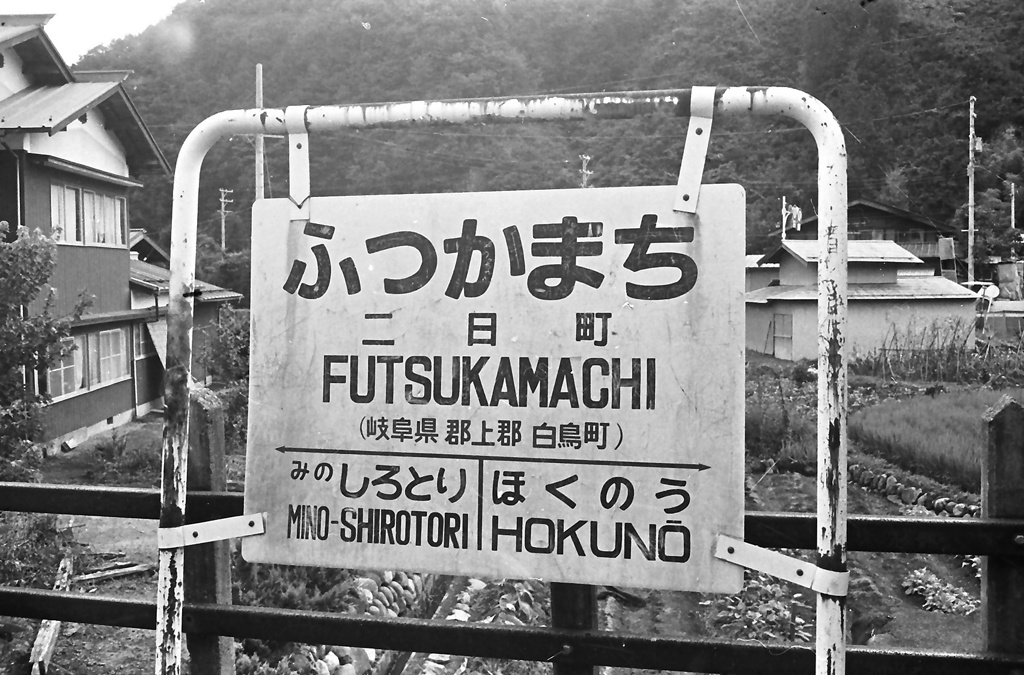 ふつかまち
二日町
FUTSUKAMACHI
(岐阜県 郡上郡 白鳥町)
みのしろとり
MINO-SHIROTORI
ほくのう
HOKUNŌ